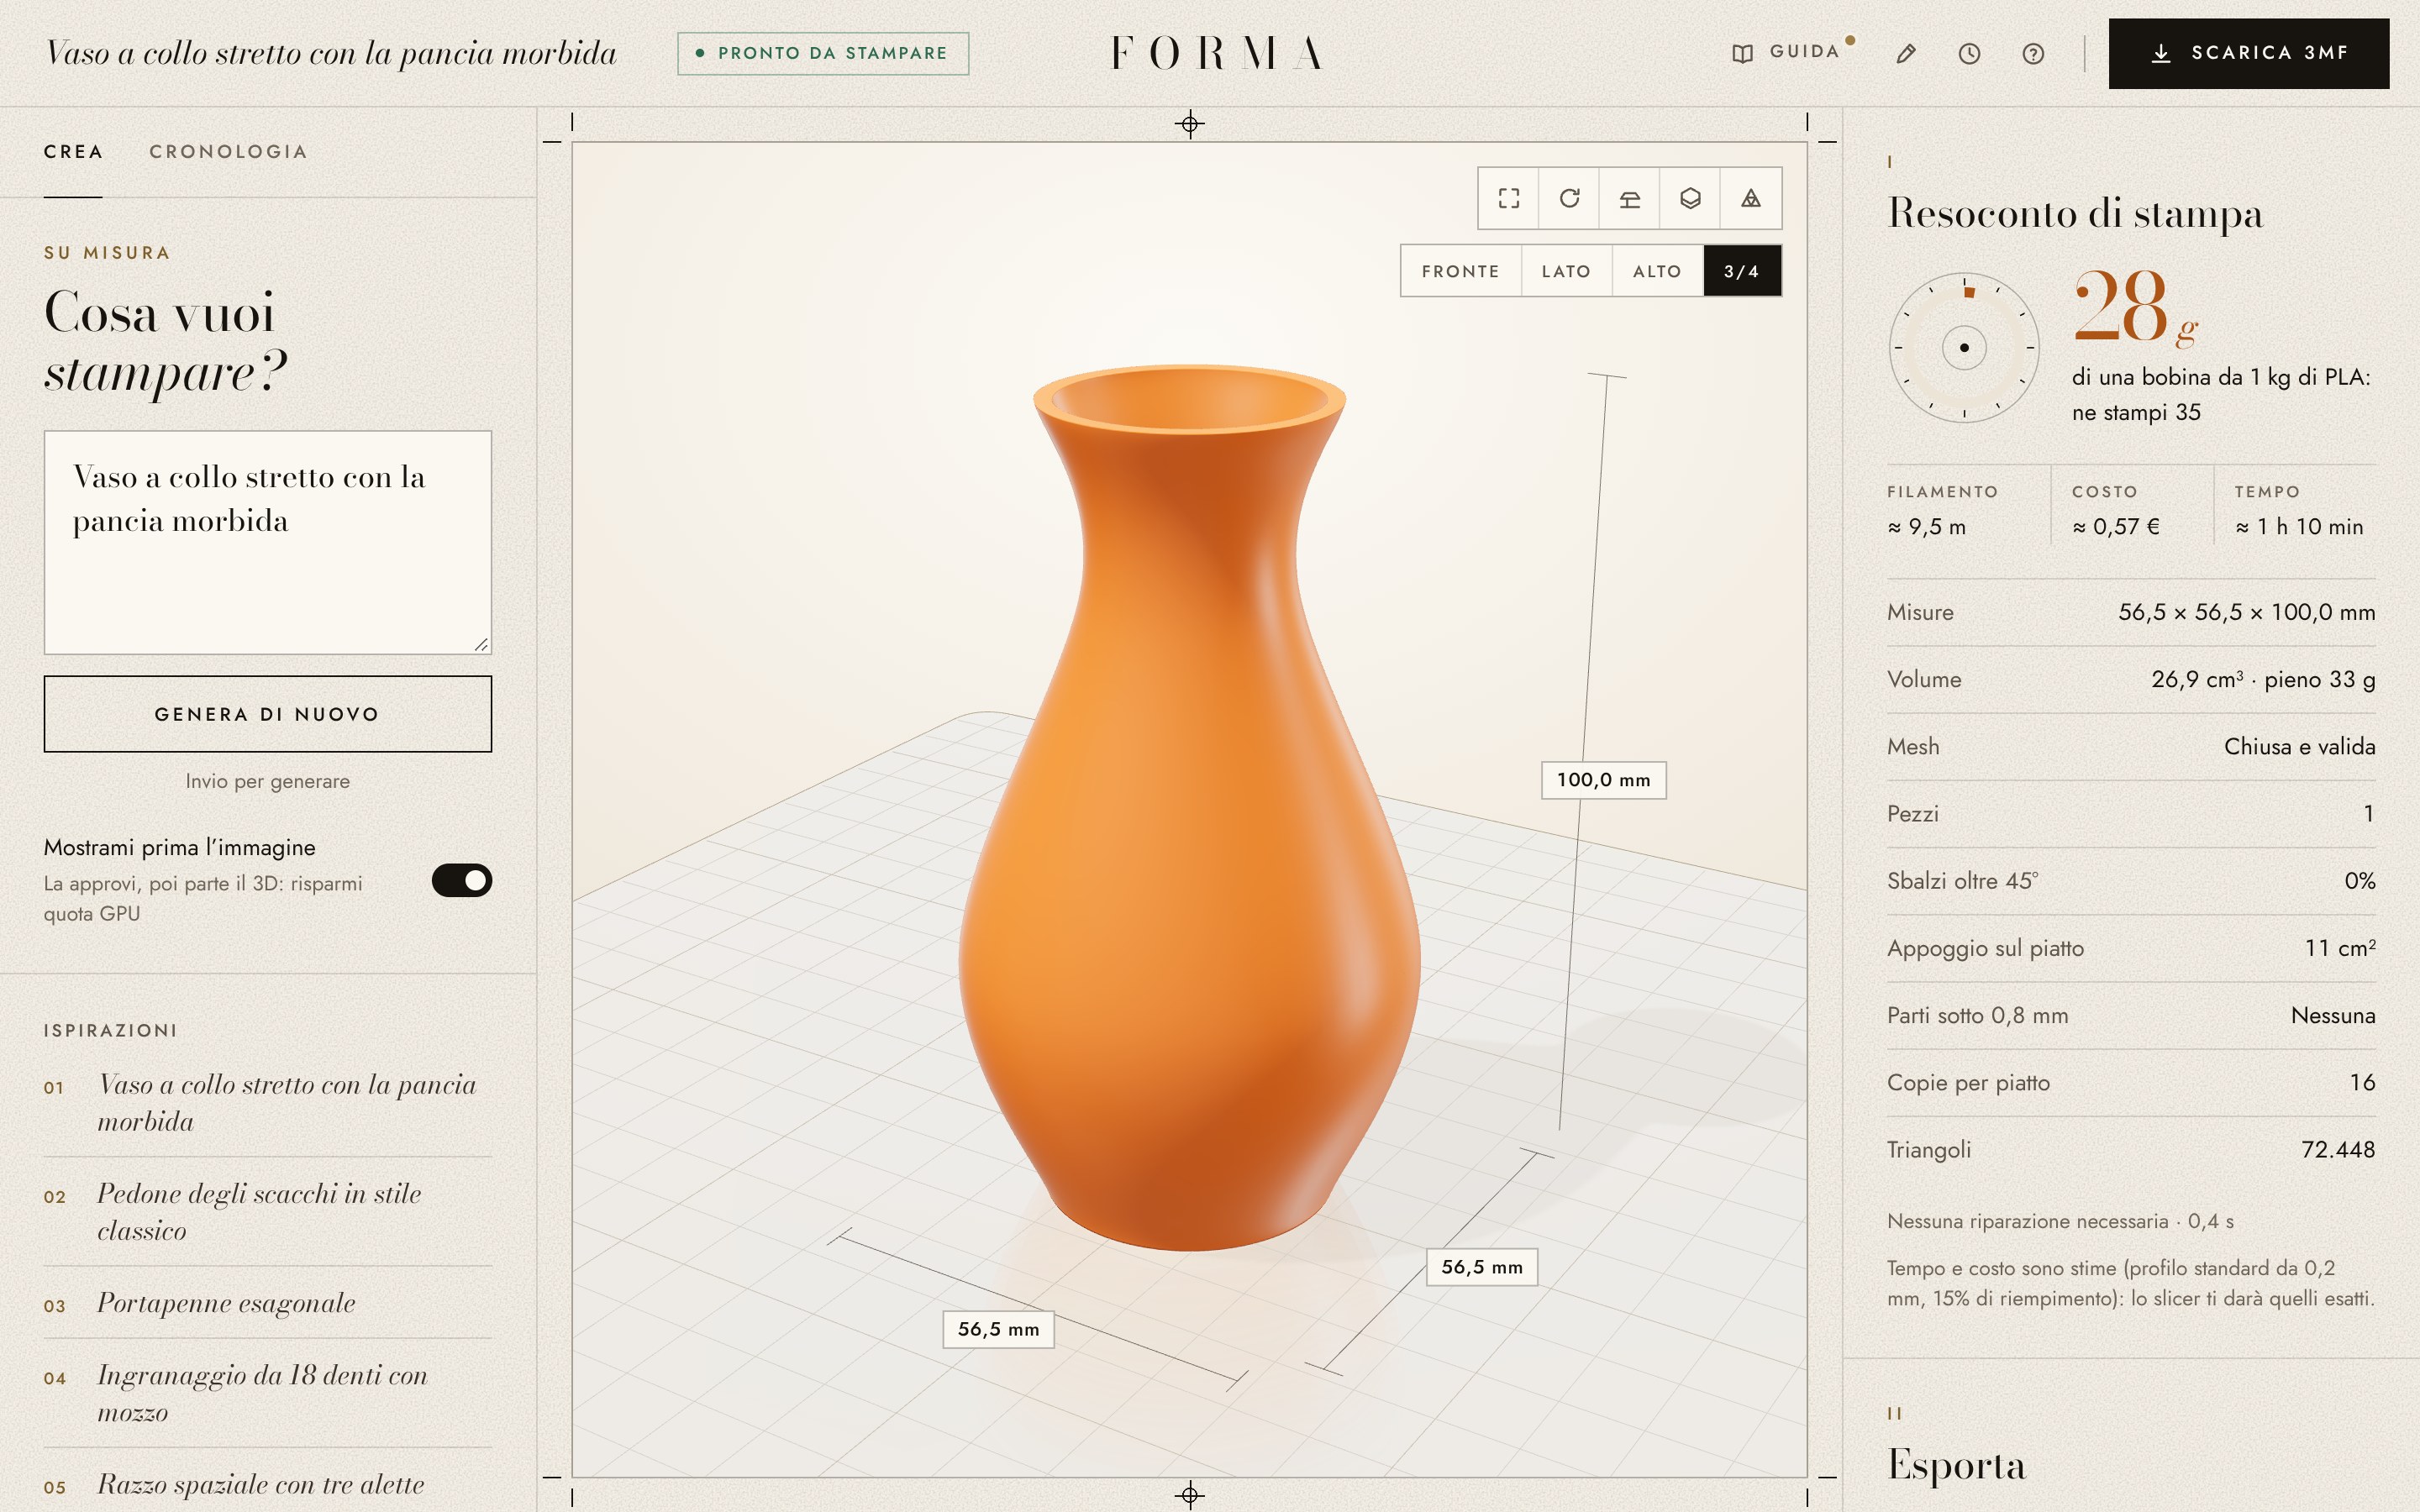 Vaso a collo stretto con la pancia morbida
PRONTO DA STAMPARE
FORMA
GUIDA
SCARICA 3MF
CREA
CRONOLOGIA
SU MISURA
Cosa vuoi
stampare?
Vaso a collo stretto con la
pancia morbida
GENERA DI NUOVO
Invio per generare
Mostrami prima l’immagine
La approvi, poi parte il 3D: risparmi
quota GPU
ISPIRAZIONI
01 Vaso a collo stretto con la pancia
morbida
02 Pedone degli scacchi in stile
classico
03 Portapenne esagonale
04 Ingranaggio da 18 denti con
mozzo
05 Razzo spaziale con tre alette
FRONTE
LATO
ALTO
3/4
100,0 mm
56,5 mm
56,5 mm
I
Resoconto di stampa
28 g
di una bobina da 1 kg di PLA:
ne stampi 35
FILAMENTO
≈ 9,5 m
COSTO
≈ 0,57 €
TEMPO
≈ 1 h 10 min
Misure 56,5 × 56,5 × 100,0 mm
Volume 26,9 cm³ · pieno 33 g
Mesh Chiusa e valida
Pezzi 1
Sbalzi oltre 45° 0%
Appoggio sul piatto 11 cm²
Parti sotto 0,8 mm Nessuna
Copie per piatto 16
Triangoli 72.448
Nessuna riparazione necessaria · 0,4 s
Tempo e costo sono stime (profilo standard da 0,2
mm, 15% di riempimento): lo slicer ti darà quelli esatti.
II
Esporta